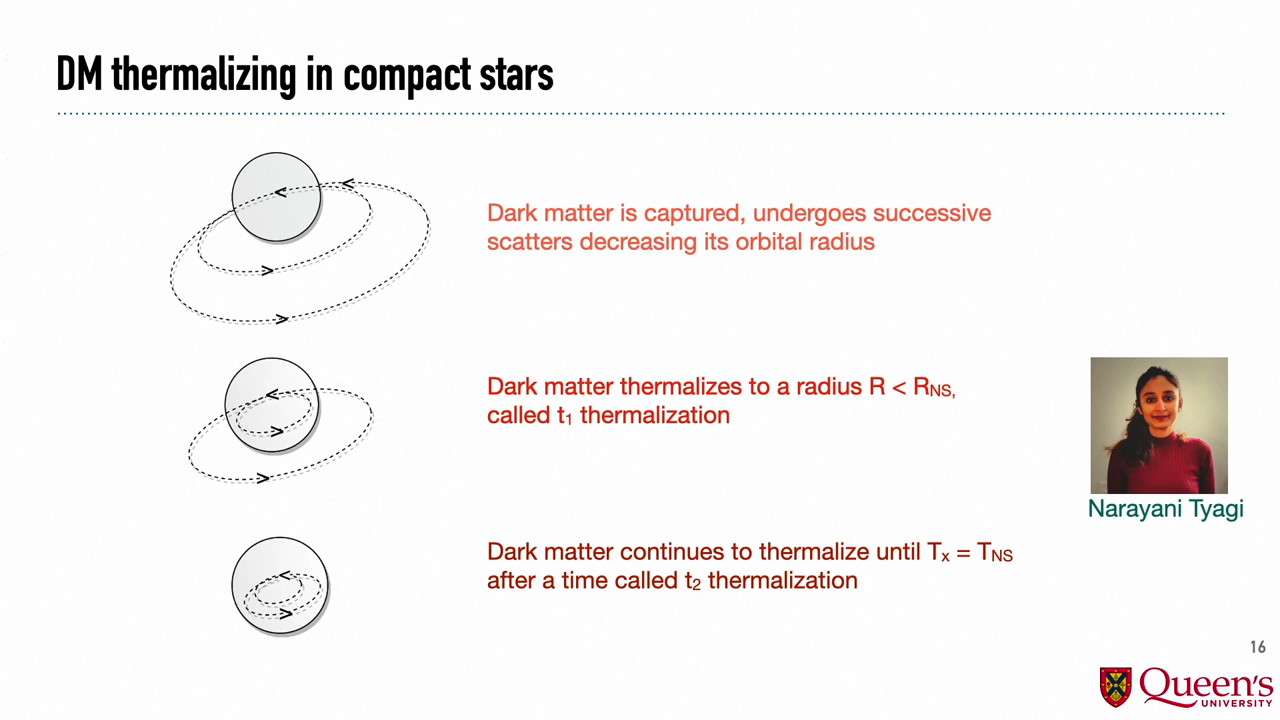 DM thermalizing in compact stars
Dark matter is captured, undergoes successive
scatters decreasing its orbital radius
Dark matter thermalizes to a radius R < RNS,
called t1 thermalization
Narayani Tyagi
Dark matter continues to thermalize until Tx = TNS
after a time called t2 thermalization
16
Queen's
UNIVERSITY